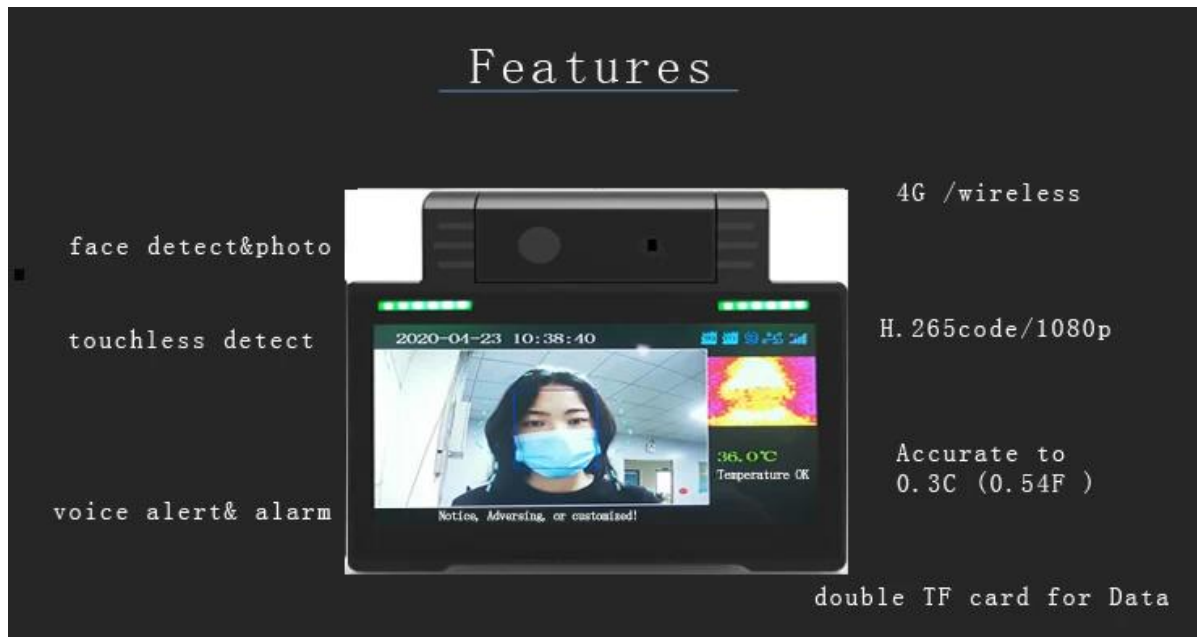 Features
4G /wireless
face detect&photo
touchless detect
H.265code/1080p
2020-04-23 10:38:40
36.0℃
Temperature OK
Accurate to
0.3C (0.54F )
voice alert& alarm
Notice, Adversing, or customized!
double TF card for Data